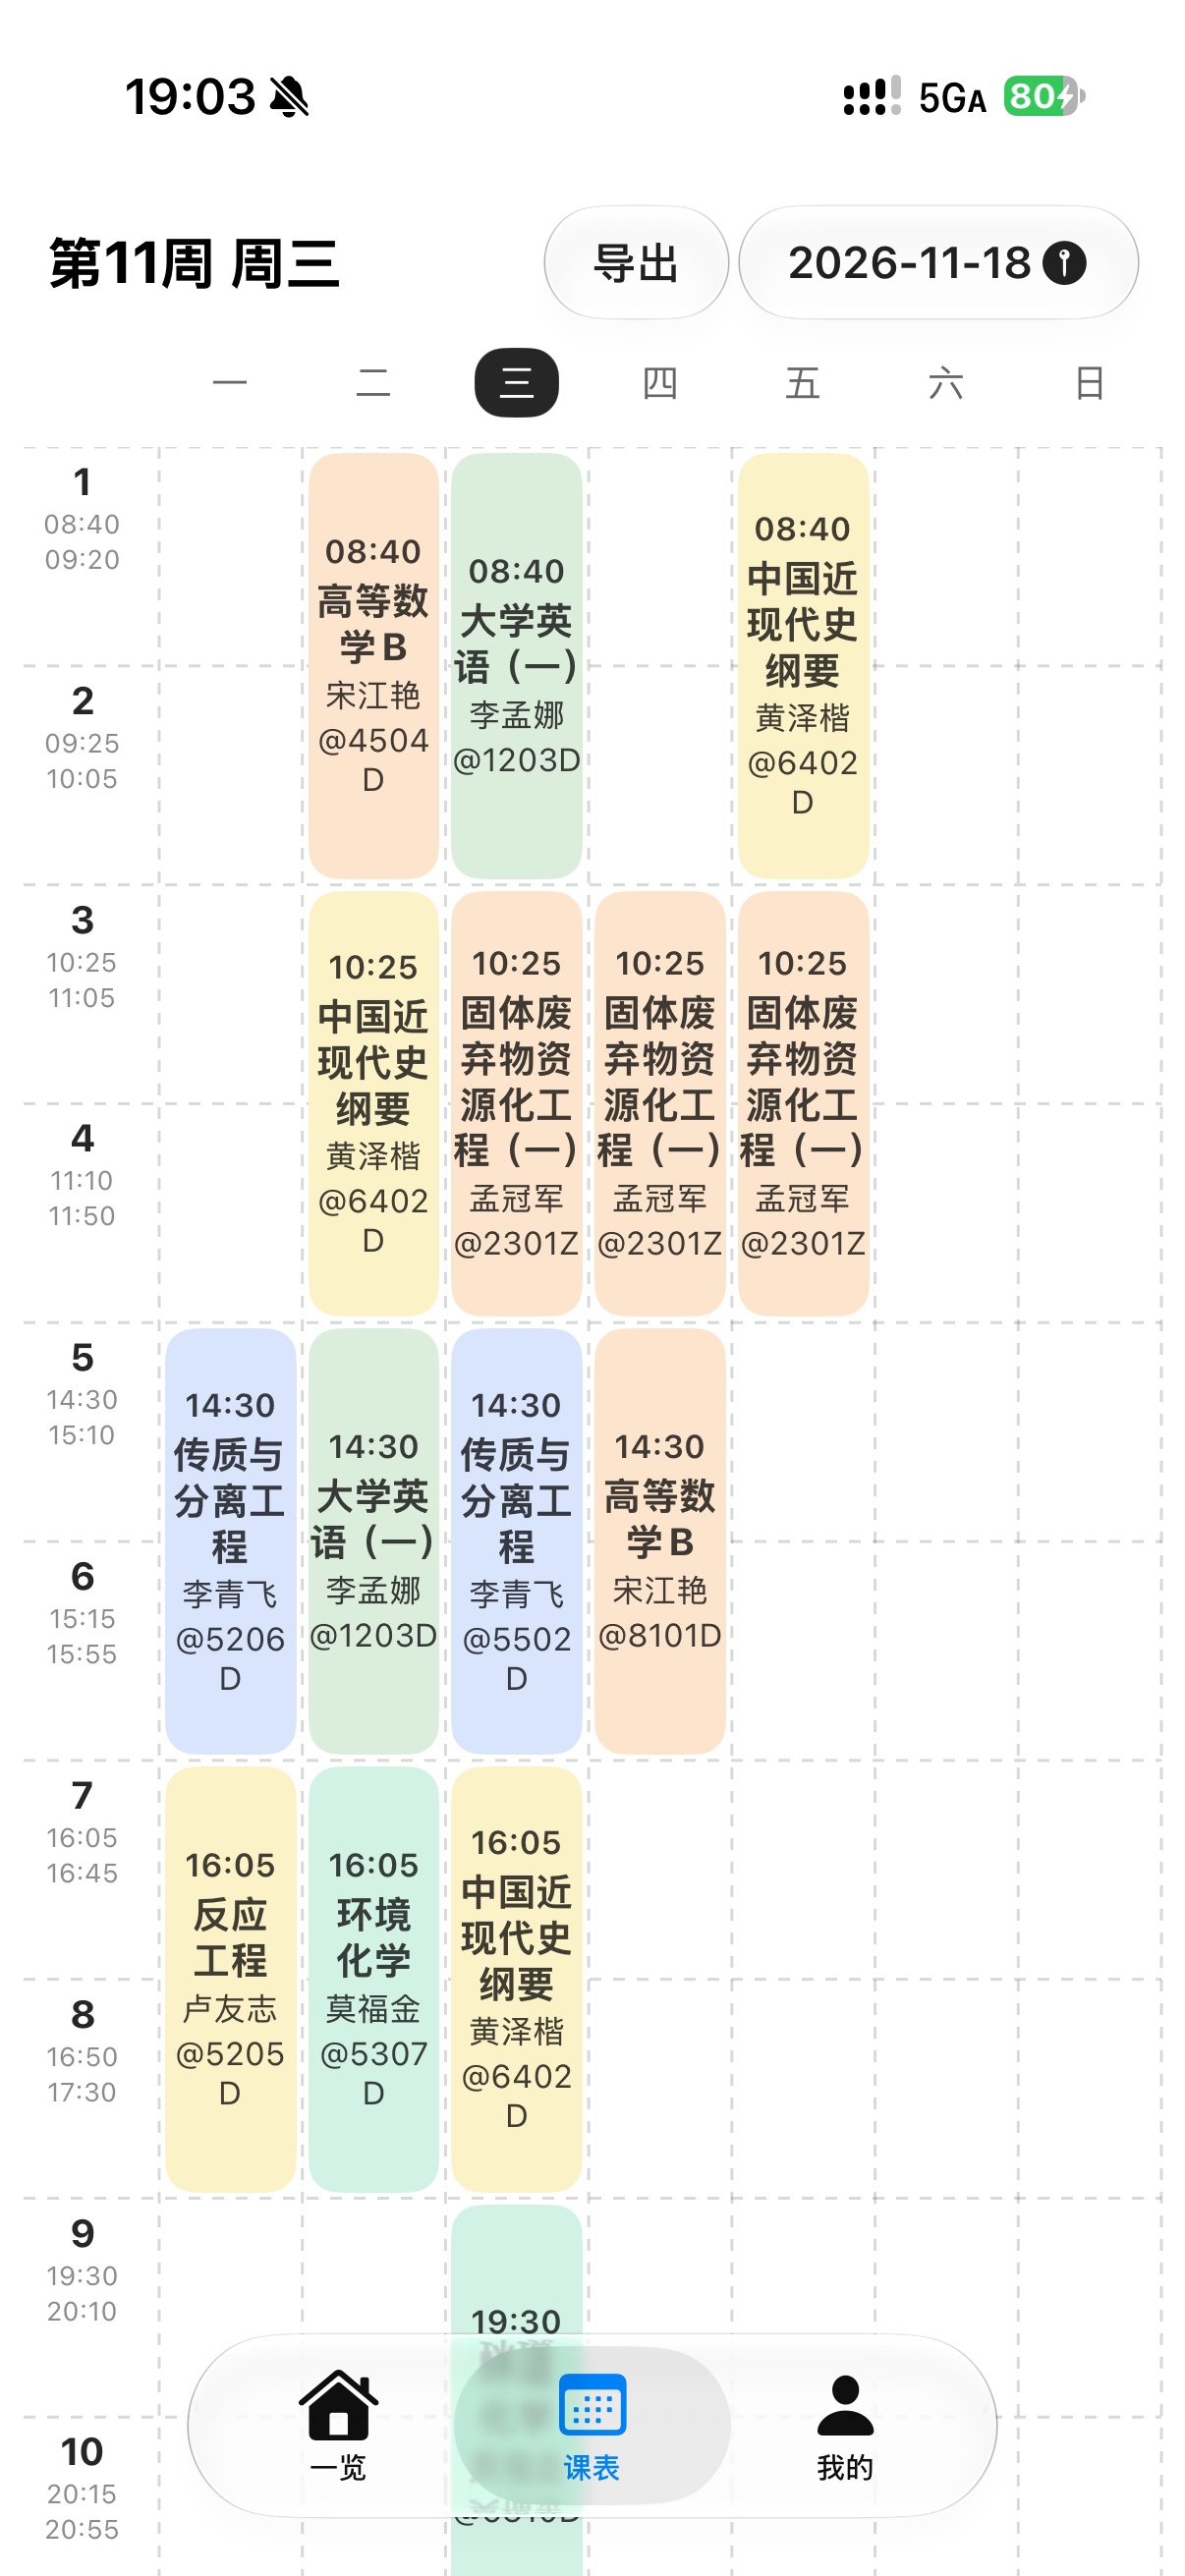 19:03
5GA 80
第11周 周三
导出
2026-11-18
一 二 三 四 五 六 日
1
08:40
09:20
08:40
高等数
学B
宋江艳
@4504
D
08:40
大学英
语（一）
李孟娜
@1203D
08:40
中国近
现代史
纲要
黄泽楷
@6402
D
2
09:25
10:05
3
10:25
11:05
10:25
中国近
现代史
纲要
黄泽楷
@6402
D
10:25
固体废
弃物资
源化工
程（一）
孟冠军
@2301Z
10:25
固体废
弃物资
源化工
程（一）
孟冠军
@2301Z
10:25
固体废
弃物资
源化工
程（一）
孟冠军
@2301Z
4
11:10
11:50
5
14:30
15:10
14:30
传质与
分离工
程
李青飞
@5206
D
14:30
大学英
语（一）
李孟娜
@1203D
14:30
传质与
分离工
程
李青飞
@5502
D
14:30
高等数
学B
宋江艳
@8101D
6
15:15
15:55
7
16:05
16:45
16:05
反应
工程
卢友志
@5205
D
16:05
环境
化学
莫福金
@5307
D
16:05
中国近
现代史
纲要
黄泽楷
@6402
D
8
16:50
17:30
9
19:30
20:10
19:30
10
20:15
20:55
一览
课表
我的